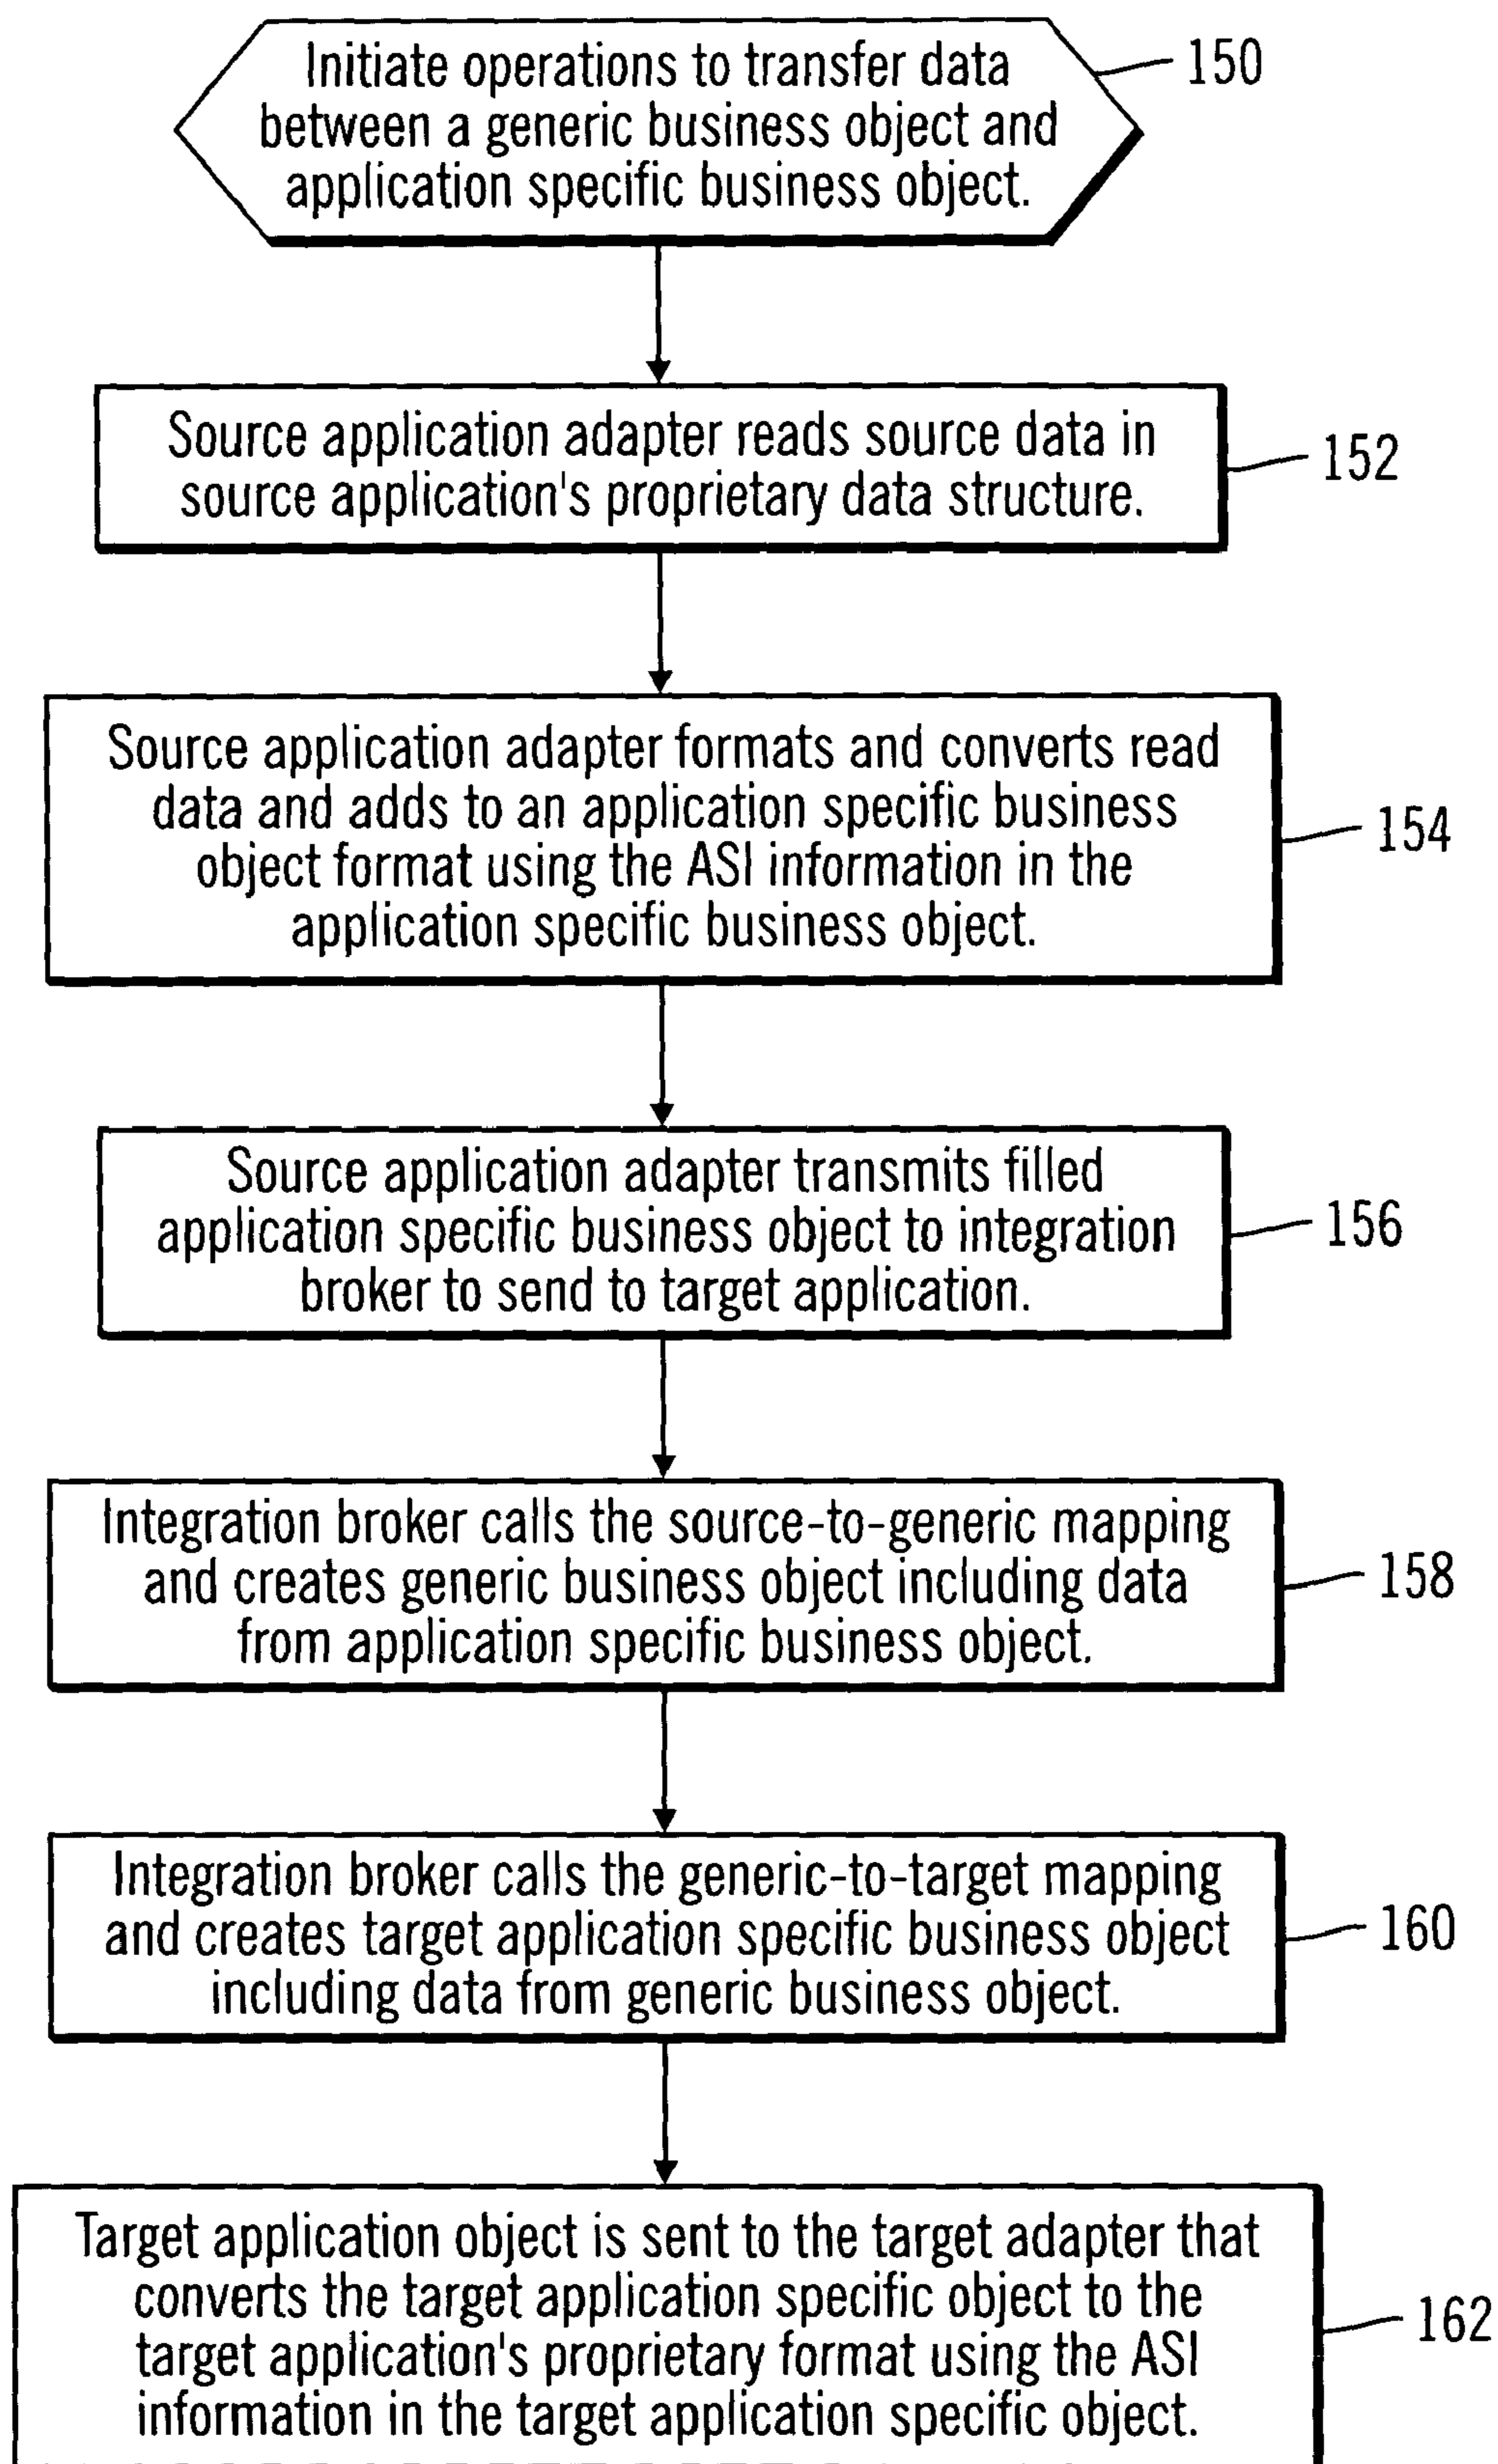 Initiate operations to transfer data
between a generic business object and
application specific business object.
150
Source application adapter reads source data in
source application's proprietary data structure.
152
Source application adapter formats and converts read
data and adds to an application specific business
object format using the ASI information in the
application specific business object.
154
Source application adapter transmits filled
application specific business object to integration
broker to send to target application.
156
Integration broker calls the source-to-generic mapping
and creates generic business object including data
from application specific business object.
158
Integration broker calls the generic-to-target mapping
and creates target application specific business object
including data from generic business object.
160
Target application object is sent to the target adapter that
converts the target application specific object to the
target application's proprietary format using the ASI
information in the target application specific object.
162